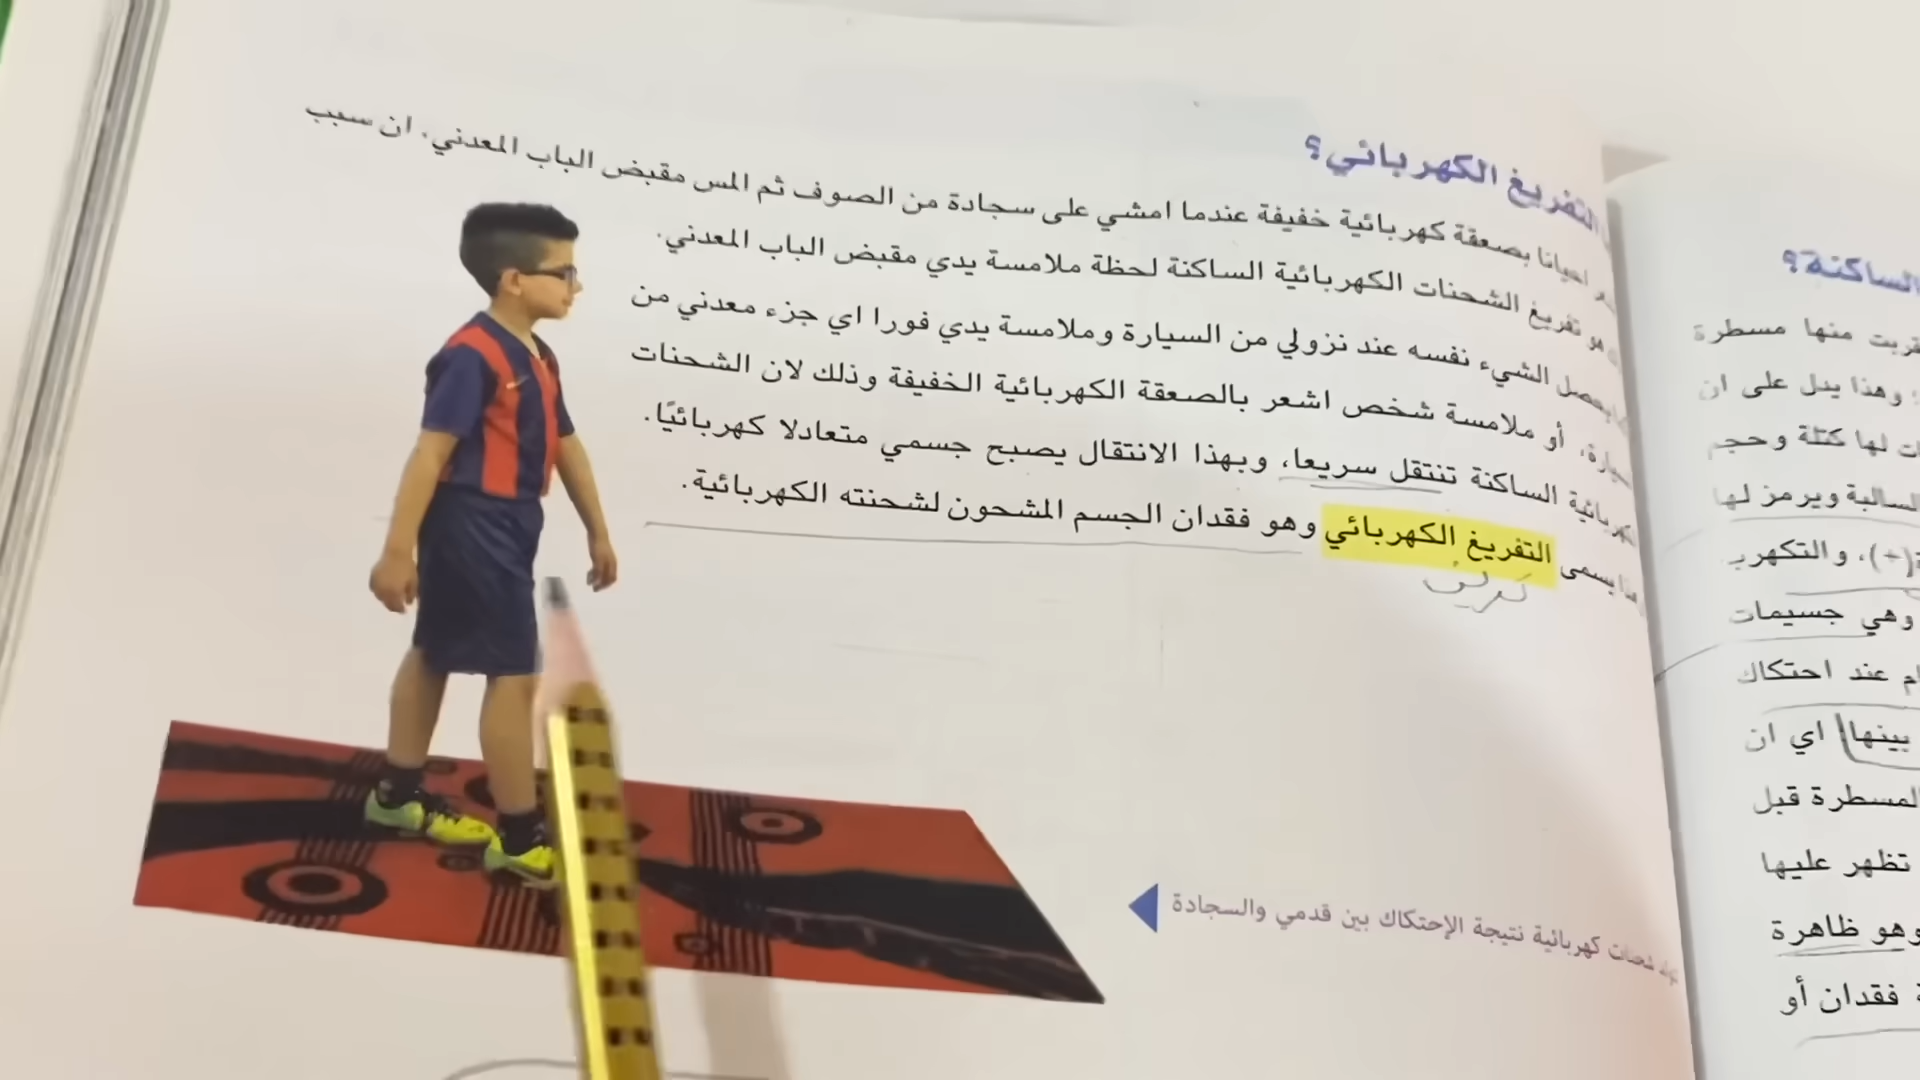 التفريغ الكهربائي؟
احيانا بصعقة كهربائية خفيفة عندما امشي على سجادة من الصوف ثم المس مقبض الباب المعدني، ان سبب
هو تفريغ الشحنات الكهربائية الساكنة لحظة ملامسة يدي مقبض الباب المعدني.
يحصل الشيء نفسه عند نزولي من السيارة وملامسة يدي فورا اي جزء معدني من
أو ملامسة شخص اشعر بالصعقة الكهربائية الخفيفة وذلك لان الشحنات
الكهربائية الساكنة تنتقل سريعا، وبهذا الانتقال يصبح جسمي متعادلا كهربائيًا.
هذا يسمى التفريغ الكهربائي وهو فقدان الجسم المشحون لشحنته الكهربائية.
شحنات كهربائية نتيجة الإحتكاك بين قدمي والسجادة
الساكنة؟
منها مسطرة
وهذا يدل على ان
لها كتلة وحجم
السالبة ويرمز لها
(+)، والتكهرب
وهي جسيمات
عند احتكاك
بينها اي ان
المسطرة قبل
تظهر عليها
وهو ظاهرة
فقدان أو